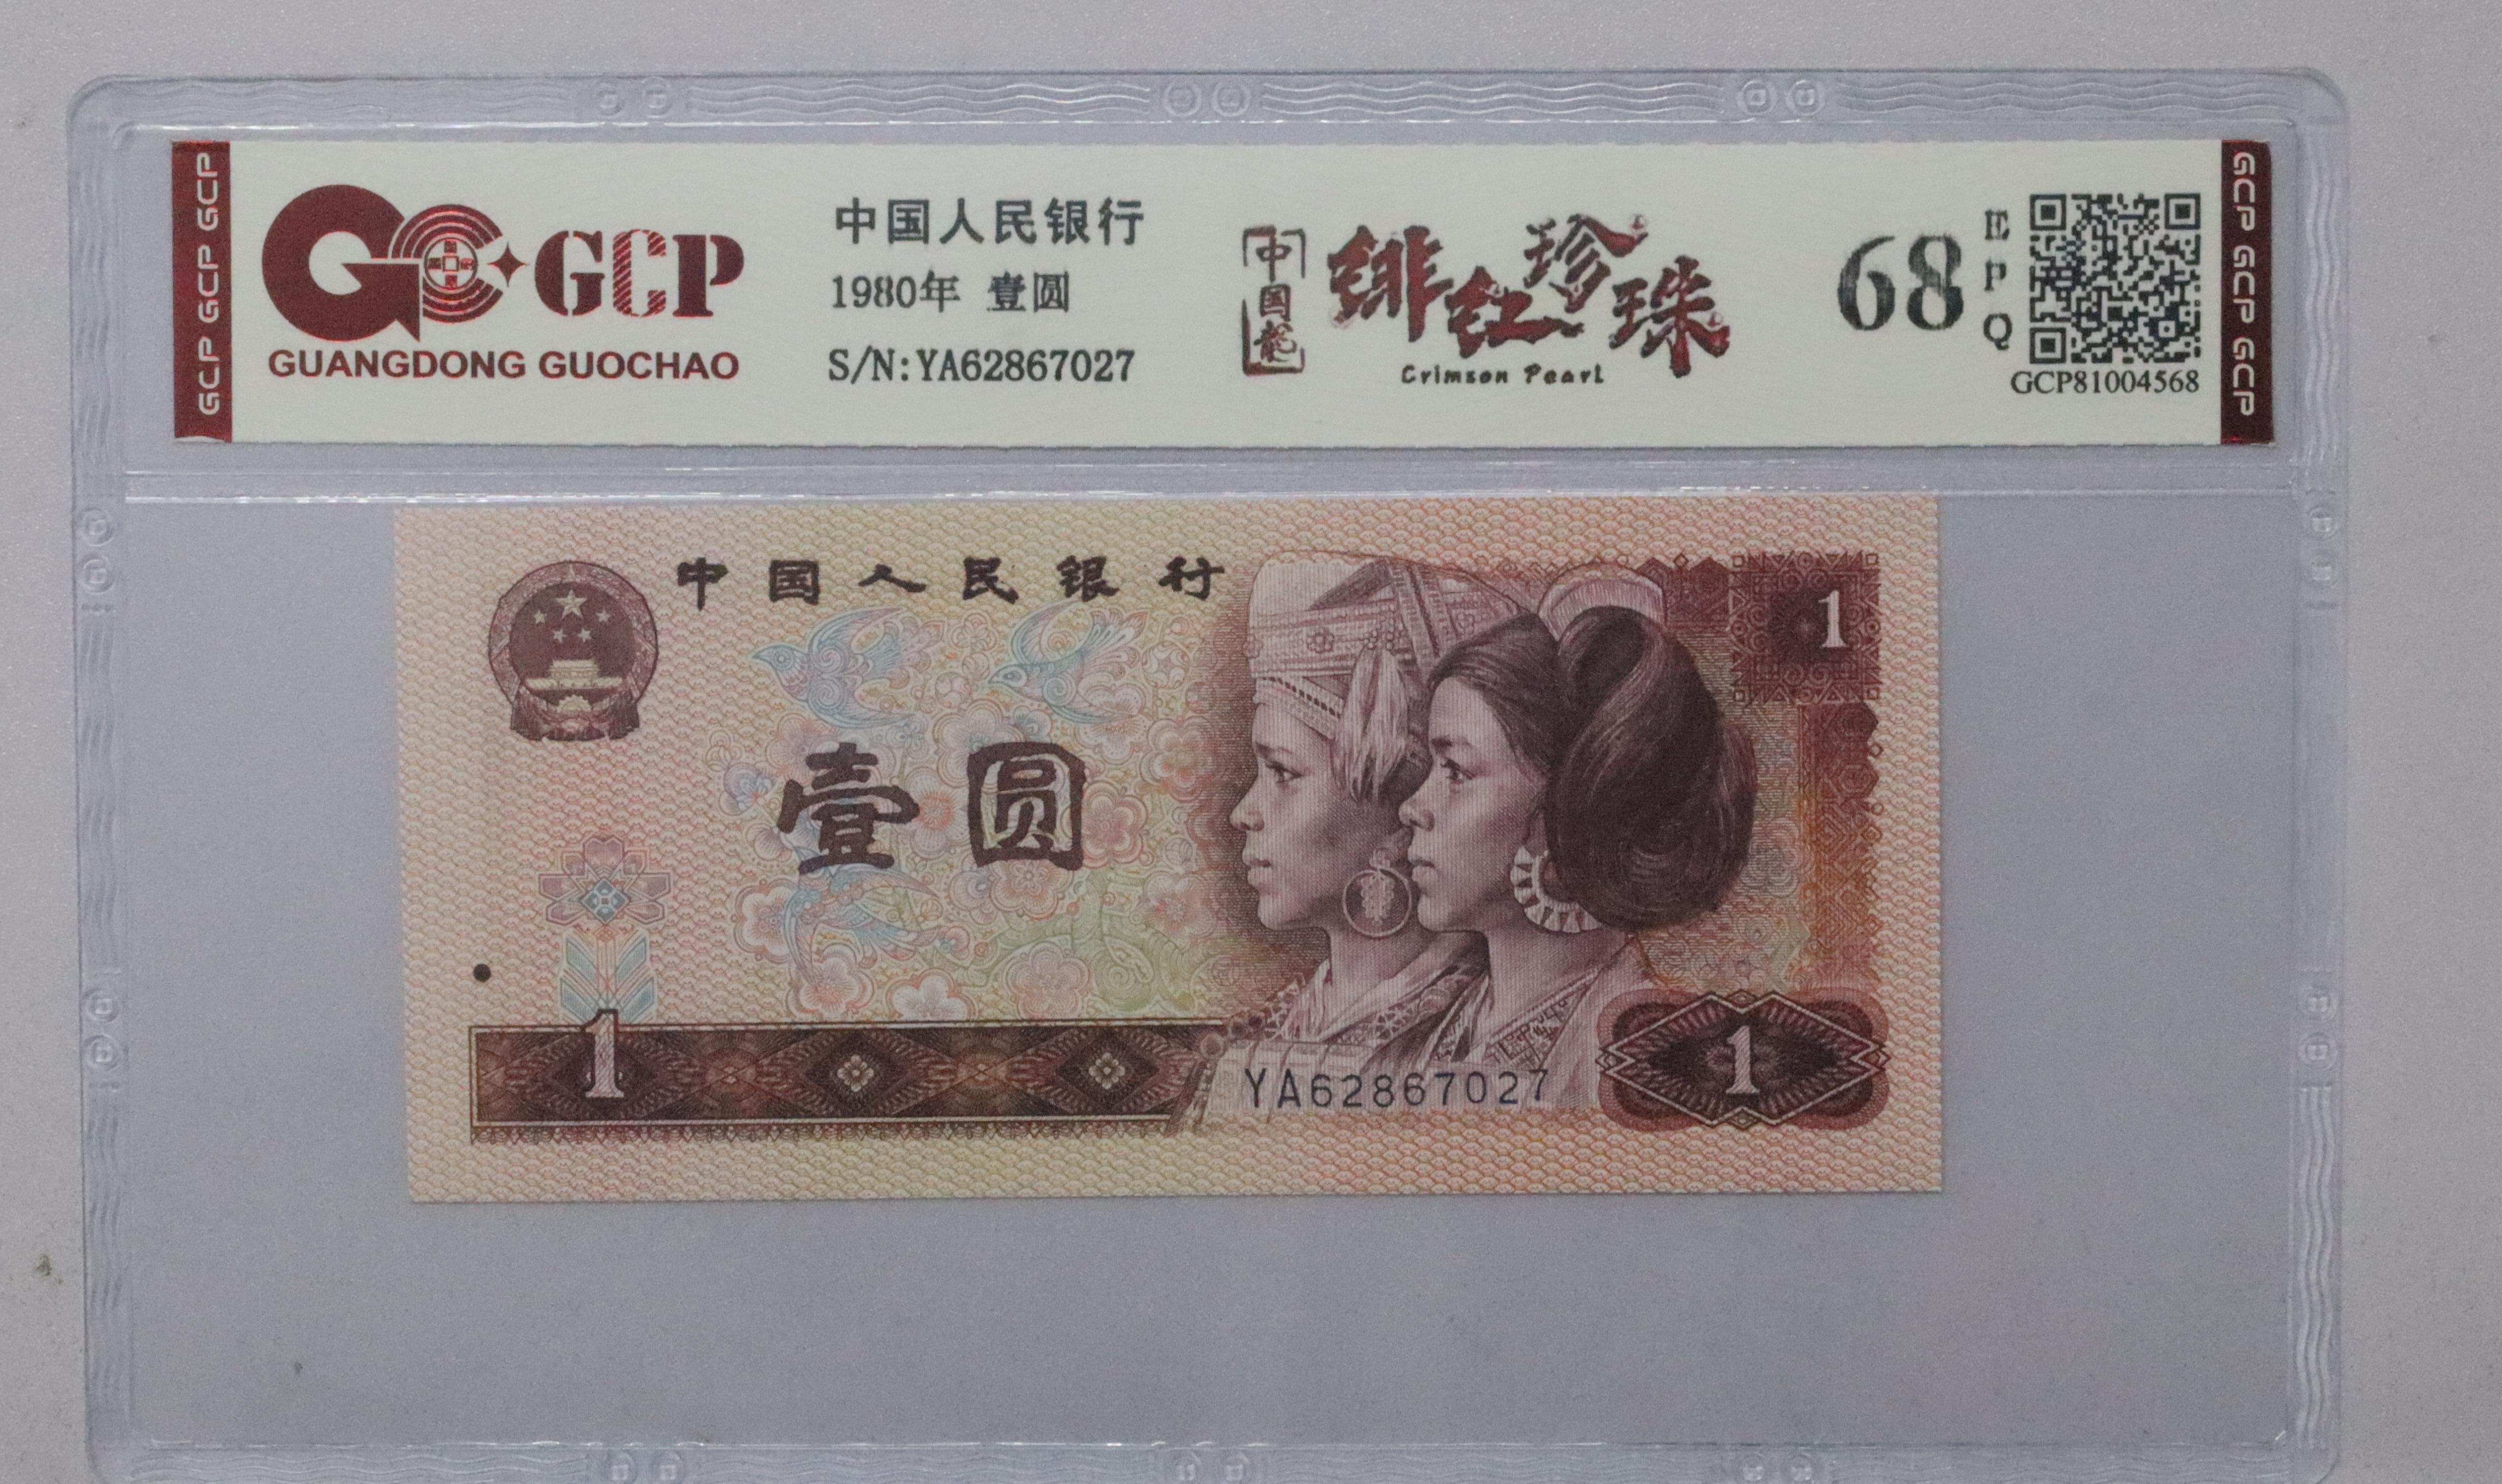 GCP GCP GCP
GCP
GUANGDONG GUOCHAO
中国人民银行
1980年 壹圆
S/N:YA62867027
中国龍
绯红珍珠
Crimson Pearl
68
EPQ
GCP81004568
GCP GCP GCP
中国人民银行
1
壹圆
1
YA62867027
1